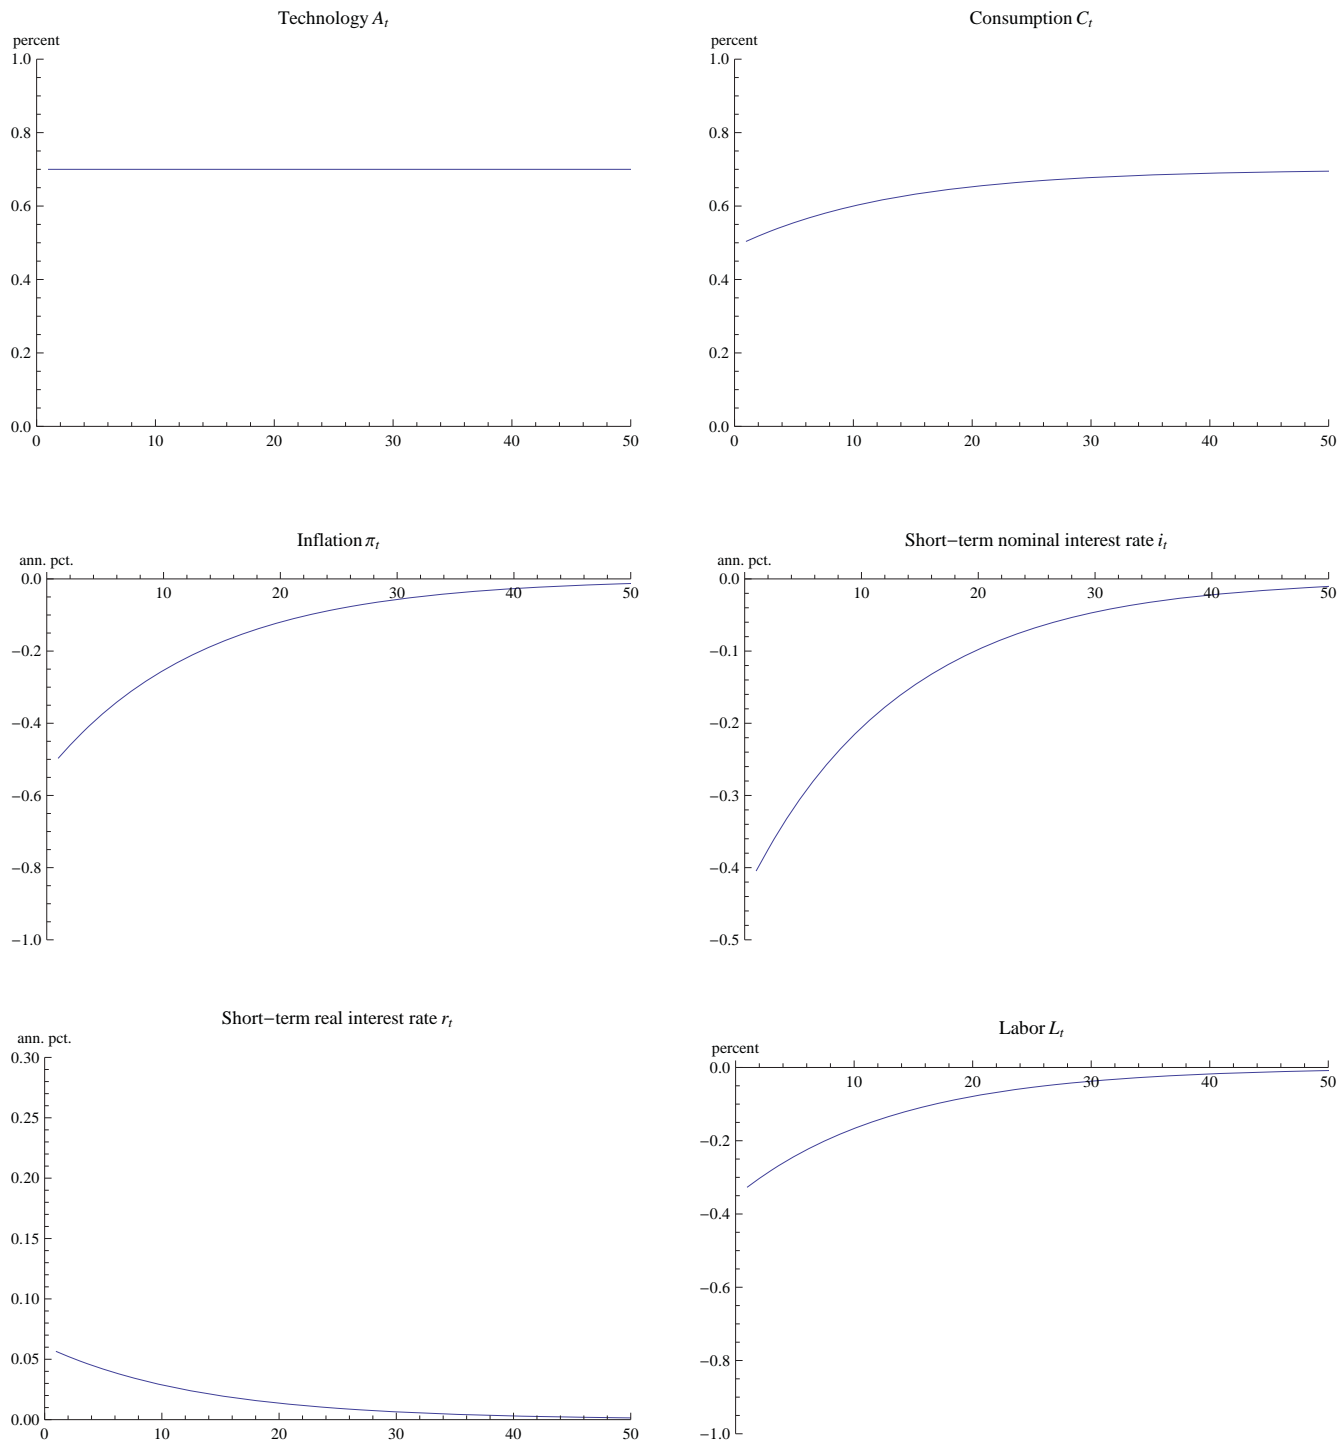 Technology A_t
percent
1.0
0.8
0.6
0.4
0.2
0.0
0 10 20 30 40 50
Consumption C_t
percent
1.0
0.8
0.6
0.4
0.2
0.0
0 10 20 30 40 50
Inflation π_t
ann. pct.
0.0
10 20 30 40 50
−0.2
−0.4
−0.6
−0.8
−1.0
Short−term nominal interest rate i_t
ann. pct.
0.0
10 20 30 40 50
−0.1
−0.2
−0.3
−0.4
−0.5
Short−term real interest rate r_t
ann. pct.
0.30
0.25
0.20
0.15
0.10
0.05
0.00
0 10 20 30 40 50
Labor L_t
percent
0.0
10 20 30 40 50
−0.2
−0.4
−0.6
−0.8
−1.0